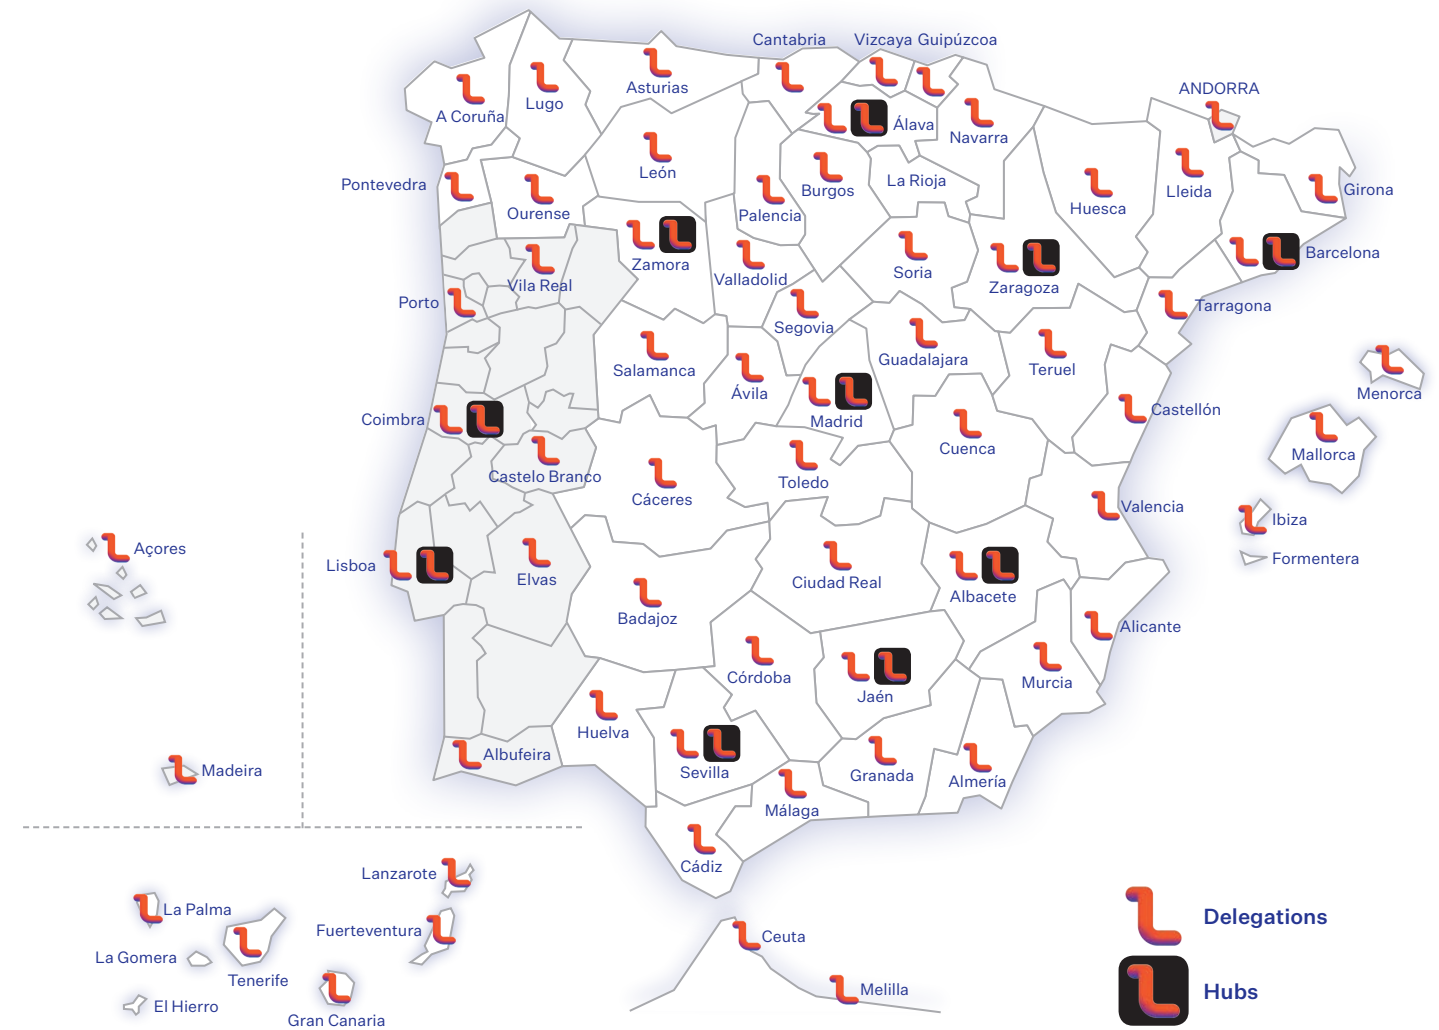 Cantabria
Vizcaya
Guipúzcoa
Asturias
ANDORRA
Lugo
A Coruña
Álava
Navarra
León
Pontevedra
Burgos
La Rioja
Lleida
Girona
Huesca
Ourense
Palencia
Zamora
Barcelona
Soria
Valladolid
Vila Real
Zaragoza
Porto
Tarragona
Segovia
Guadalajara
Salamanca
Teruel
Ávila
Menorca
Coimbra
Madrid
Castellón
Cuenca
Mallorca
Castelo Branco
Toledo
Cáceres
Valencia
Ibiza
Açores
Formentera
Lisboa
Elvas
Ciudad Real
Albacete
Badajoz
Alicante
Córdoba
Murcia
Jaén
Huelva
Albufeira
Madeira
Sevilla
Granada
Almería
Málaga
Cádiz
Lanzarote
La Palma
Delegations
Fuerteventura
Ceuta
La Gomera
Tenerife
Melilla
Hubs
El Hierro
Gran Canaria